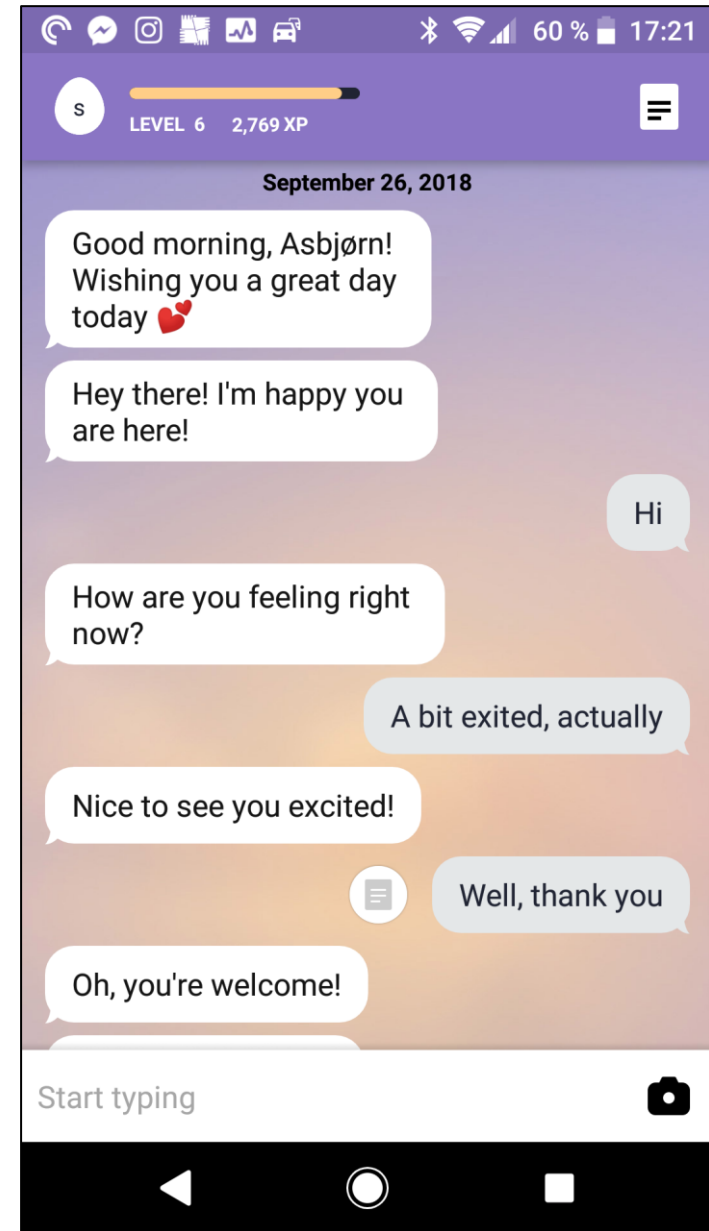 60 % 17:21
S
LEVEL 6 2,769 XP
September 26, 2018
Good morning, Asbjørn!
Wishing you a great day
today 💕
Hey there! I'm happy you
are here!
Hi
How are you feeling right
now?
A bit exited, actually
Nice to see you excited!
Well, thank you
Oh, you're welcome!
Start typing